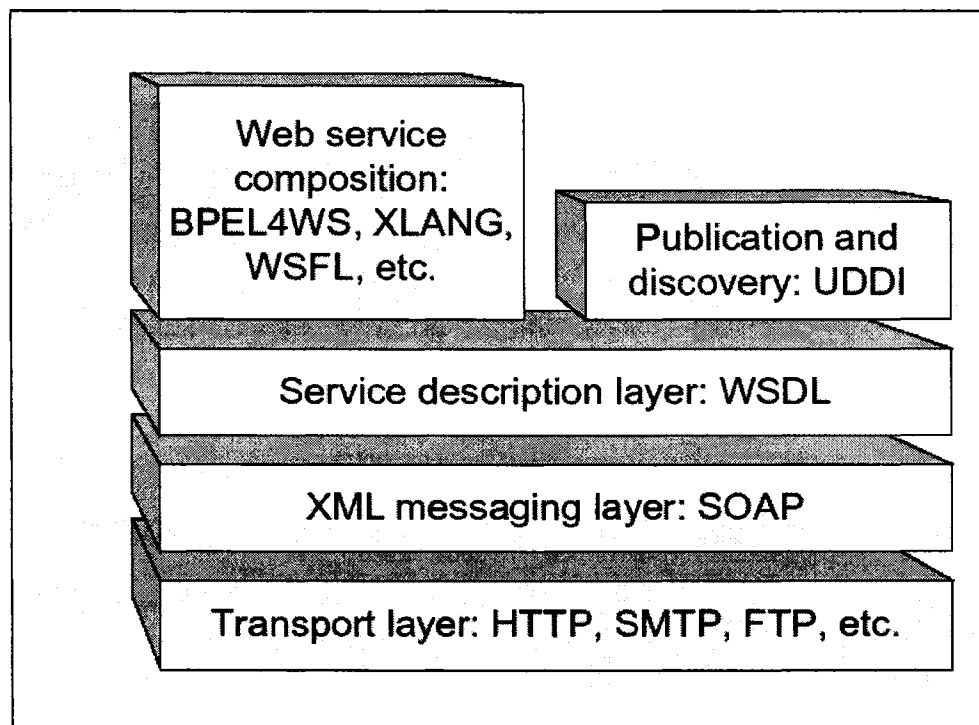 Web service
composition:
BPEL4WS, XLANG,
WSFL, etc.
Publication and
discovery: UDDI
Service description layer: WSDL
XML messaging layer: SOAP
Transport layer: HTTP, SMTP, FTP, etc.